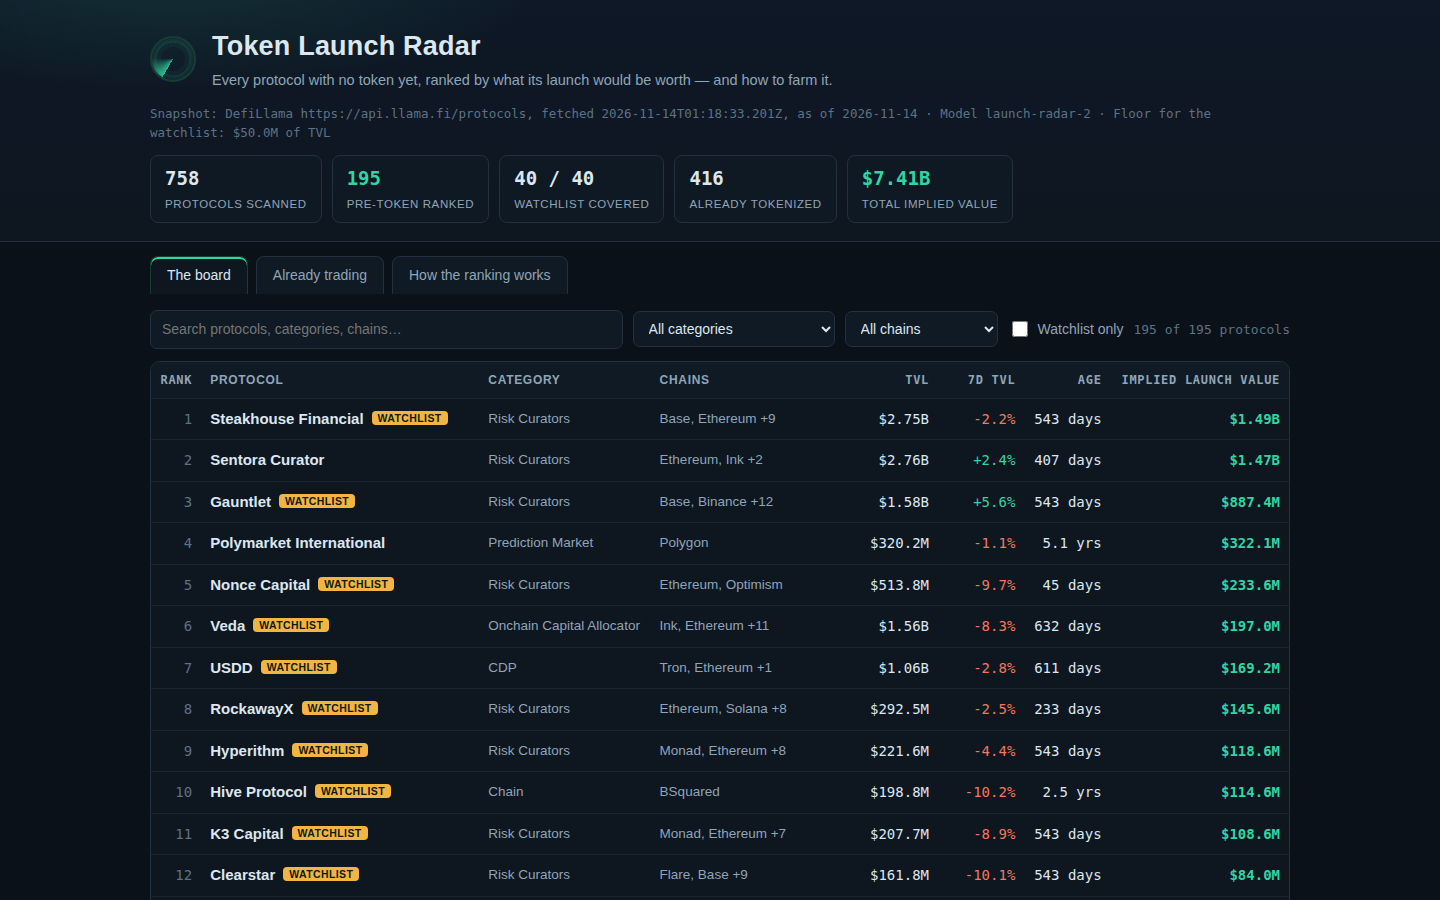 Token Launch Radar
Every protocol with no token yet, ranked by what its launch would be worth — and how to farm it.
Snapshot: DefiLlama https://api.llama.fi/protocols, fetched 2026-11-14T01:18:33.201Z, as of 2026-11-14 · Model launch-radar-2 · Floor for the
watchlist: $50.0M of TVL
758 195 40 / 40 416 $7.41B
PROTOCOLS SCANNED PRE-TOKEN RANKED WATCHLIST COVERED ALREADY TOKENIZED TOTAL IMPLIED VALUE
The board Already trading How the ranking works
Search protocols, categories, chains… All categories All chains Watchlist only 195 of 195 protocols
RANK PROTOCOL CATEGORY CHAINS TVL 7D TVL AGE IMPLIED LAUNCH VALUE
1 Steakhouse Financial WATCHLIST Risk Curators Base, Ethereum +9 $2.75B -2.2% 543 days $1.49B
2 Sentora Curator Risk Curators Ethereum, Ink +2 $2.76B +2.4% 407 days $1.47B
3 Gauntlet WATCHLIST Risk Curators Base, Binance +12 $1.58B +5.6% 543 days $887.4M
4 Polymarket International Prediction Market Polygon $320.2M -1.1% 5.1 yrs $322.1M
5 Nonce Capital WATCHLIST Risk Curators Ethereum, Optimism $513.8M -9.7% 45 days $233.6M
6 Veda WATCHLIST Onchain Capital Allocator Ink, Ethereum +11 $1.56B -8.3% 632 days $197.0M
7 USDD WATCHLIST CDP Tron, Ethereum +1 $1.06B -2.8% 611 days $169.2M
8 RockawayX WATCHLIST Risk Curators Ethereum, Solana +8 $292.5M -2.5% 233 days $145.6M
9 Hyperithm WATCHLIST Risk Curators Monad, Ethereum +8 $221.6M -4.4% 543 days $118.6M
10 Hive Protocol WATCHLIST Chain BSquared $198.8M -10.2% 2.5 yrs $114.6M
11 K3 Capital WATCHLIST Risk Curators Monad, Ethereum +7 $207.7M -8.9% 543 days $108.6M
12 Clearstar WATCHLIST Risk Curators Flare, Base +9 $161.8M -10.1% 543 days $84.0M